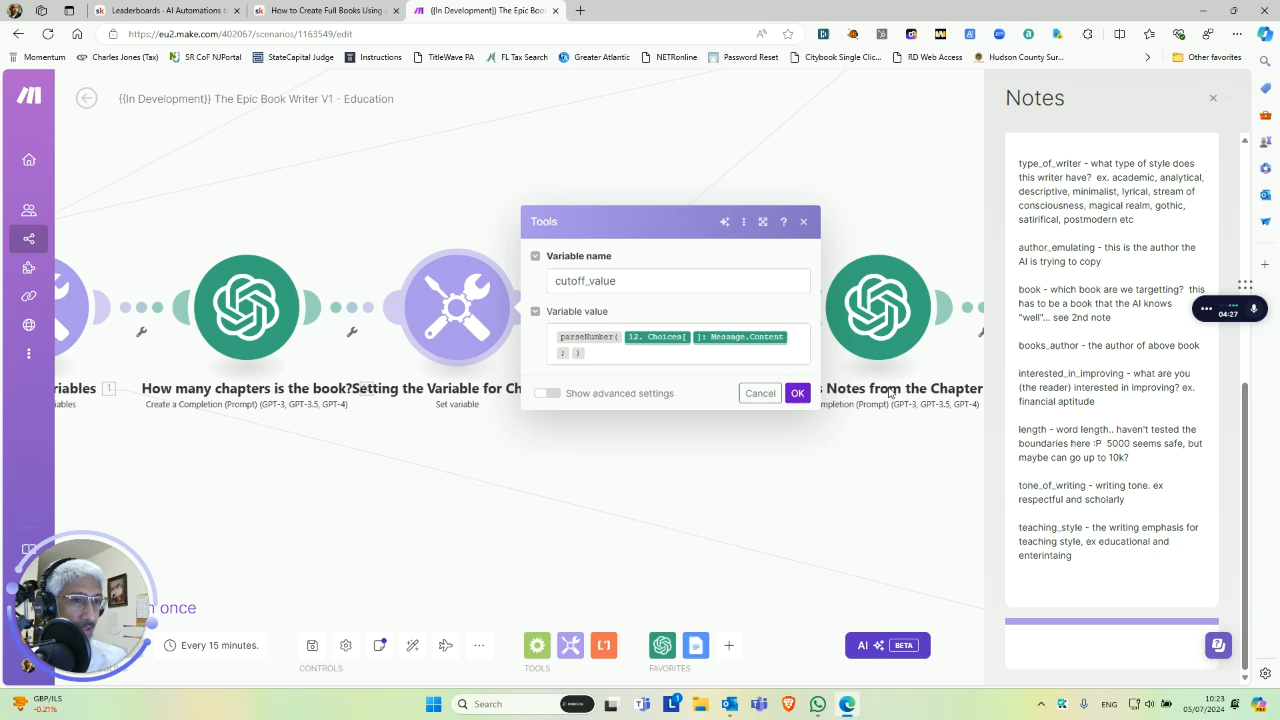 Leaderboards - AI Automations b
How to Write Full Books Using A
{{In Development}} The Epic Book
https://eu2.make.com/402067/scenarios/1163549/edit
Momentum
Charles Jones (Tax)
SR CoF NJPortal
StateCapital Judge
Instructions
TitleWave PA
FL Tax Search
Greater Atlantic
NETRonline
Password Reset
Citybook Single Clic...
RD Web Access
Hudson County Sur...
Other favorites
{{In Development}} The Epic Book Writer V1 - Education
Notes
type_of_writer - what type of style does
this writer have? ex. academic, analytical,
descriptive, minimalist, lyrical, stream of
consciousness, magical realm, gothic,
satirifical, postmodern etc
author_emulating - this is the author the
AI is trying to copy
book - which book are we targetting? this
has to be a book that the AI knows
"well"... see 2nd note
books_author - the author of above book
interested_in_improving - what are you
(the reader) interested in improving? ex.
financial aptitude
length - word length.. haven't tested the
boundaries here :P 5000 seems safe, but
maybe can go up to 10k?
tone_of_writing - writing tone. ex
respectful and scholarly
teaching_style - the writing emphasis for
teaching style, ex educational and
enterintaing
04:27
Tools
Variable name
cutoff_value
Variable value
parseNumber( 12. Choices[ ]: Message.Content
; )
Show advanced settings
Cancel
OK
riables 1
ables
How many chapters is the book?
Create a Completion (Prompt) (GPT-3, GPT-3.5, GPT-4)
Setting the Variable for Ch
Set variable
s Notes from the Chapter
mpletion (Prompt) (GPT-3, GPT-3.5, GPT-4)
n once
Every 15 minutes.
CONTROLS
TOOLS
FAVORITES
AI BETA
GBP/ILS
-0.21%
Search
1
ENG
10:23
05/07/2024